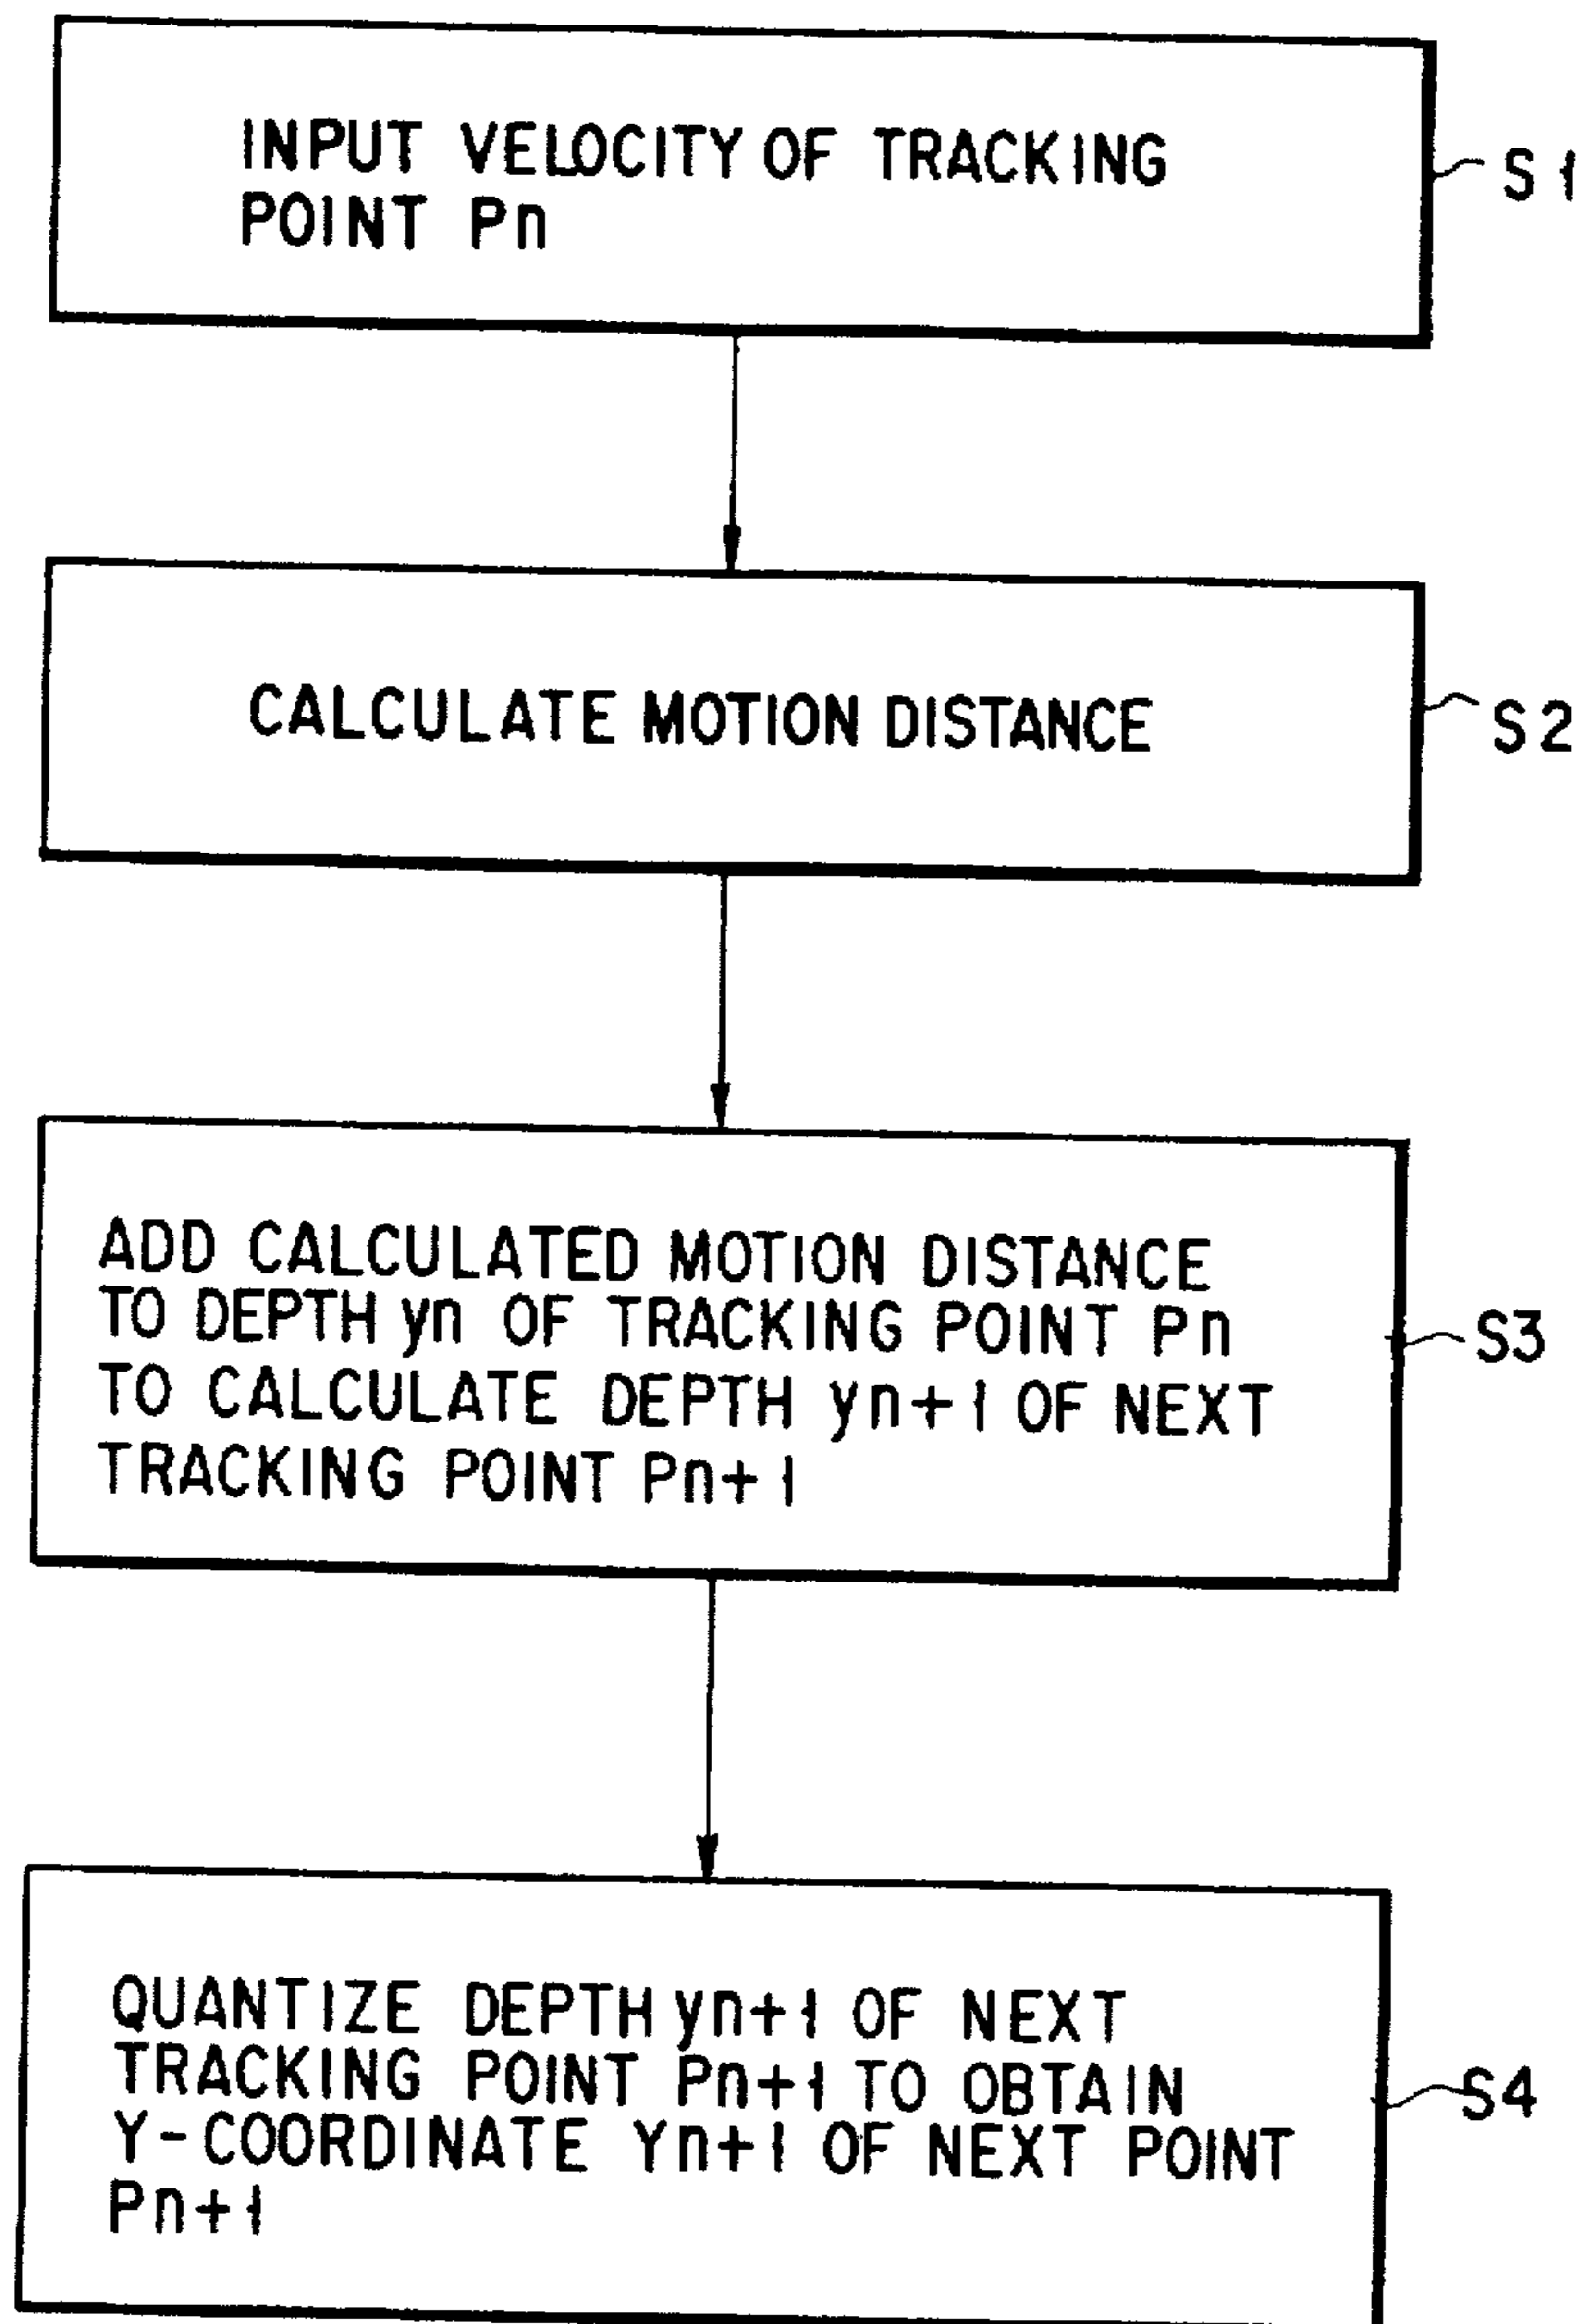 INPUT VELOCITY OF TRACKING
POINT Pn
S1
CALCULATE MOTION DISTANCE
S2
ADD CALCULATED MOTION DISTANCE
TO DEPTH yn OF TRACKING POINT Pn
TO CALCULATE DEPTH yn+1 OF NEXT
TRACKING POINT Pn+1
S3
QUANTIZE DEPTH yn+1 OF NEXT
TRACKING POINT Pn+1 TO OBTAIN
Y-COORDINATE Yn+1 OF NEXT POINT
Pn+1
S4